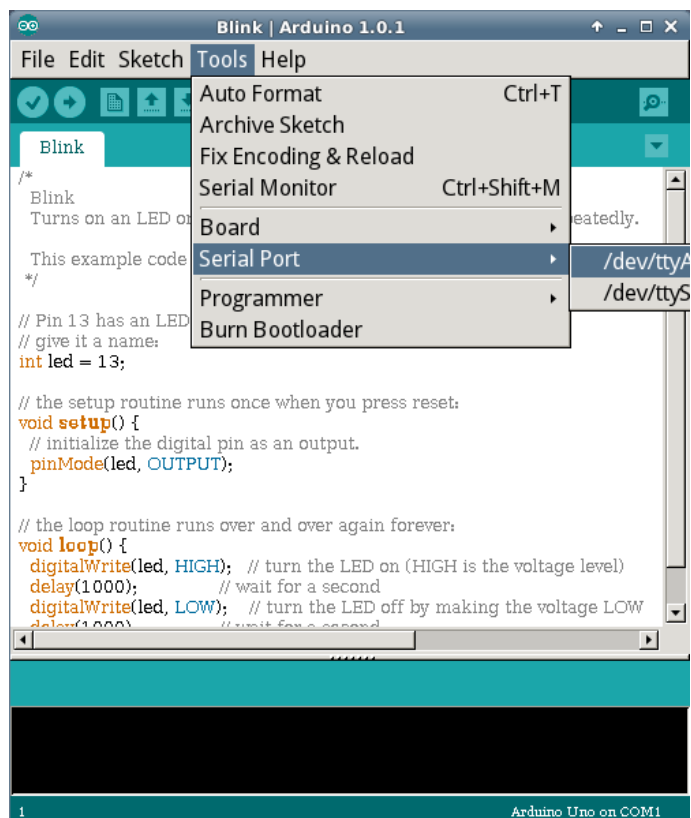 Blink | Arduino 1.0.1
File Edit Sketch Tools Help
Auto Format Ctrl+T
Archive Sketch
Fix Encoding & Reload
Serial Monitor Ctrl+Shift+M
Board
Serial Port
/dev/ttyA
/dev/ttyS
Programmer
Burn Bootloader
Blink
/*
Blink
Turns on an LED eatedly.
This example code
*/
// Pin 13 has an LED
// give it a name:
int led = 13;
// the setup routine runs once when you press reset:
void setup() {
// initialize the digital pin as an output.
pinMode(led, OUTPUT);
}
// the loop routine runs over and over again forever:
void loop() {
digitalWrite(led, HIGH); // turn the LED on (HIGH is the voltage level)
delay(1000); // wait for a second
digitalWrite(led, LOW); // turn the LED off by making the voltage LOW
delay(1000) // wait for a second
1
Arduino Uno on COM1